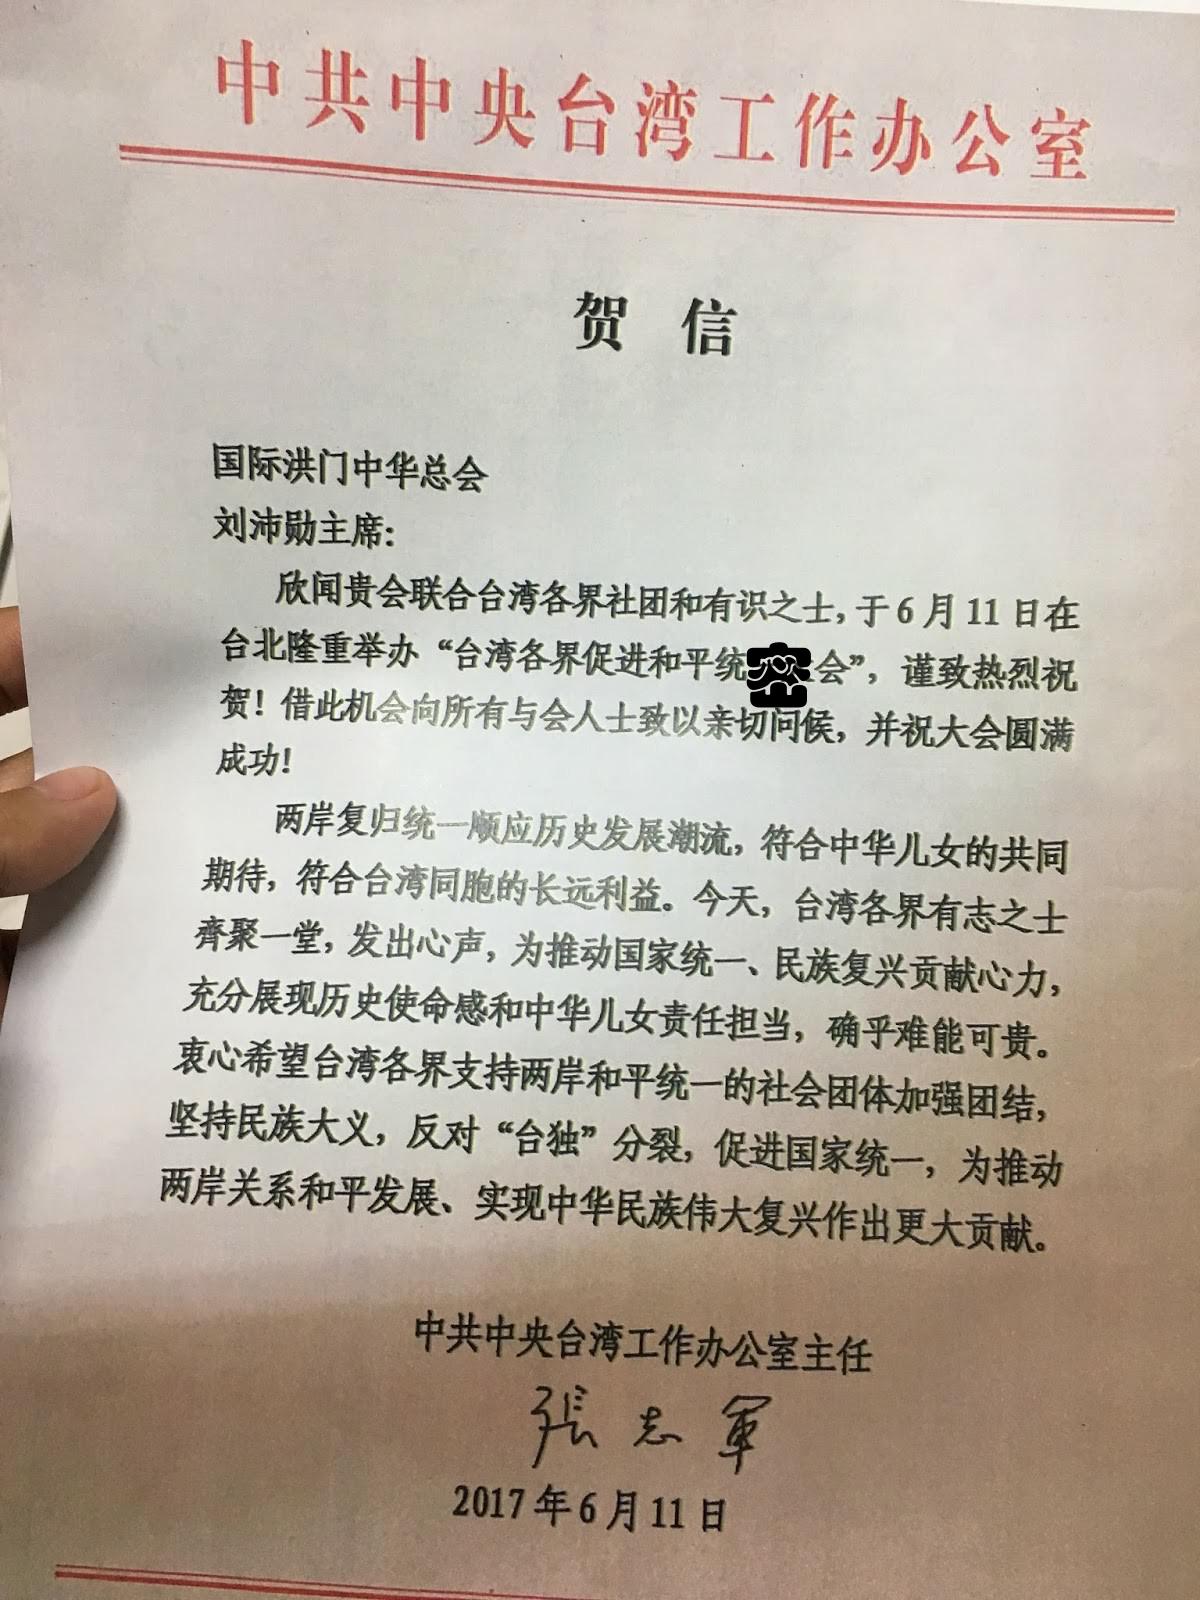 中共中央台湾工作办公室
贺 信
国际洪门中华总会
刘沛勋主席：
欣闻贵会联合台湾各界社团和有识之士，于6月11日在
台北隆重举办“台湾各界促进和平统会”，谨致热烈祝
贺！借此机会向所有与会人士致以亲切问候，并祝大会圆满
成功！
两岸复归统一顺应历史发展潮流，符合中华儿女的共同
期待，符合台湾同胞的长远利益。今天，台湾各界有志之士
齐聚一堂，发出心声，为推动国家统一、民族复兴贡献心力，
充分展现历史使命感和中华儿女责任担当，确乎难能可贵。
衷心希望台湾各界支持两岸和平统一的社会团体加强团结，
坚持民族大义，反对“台独”分裂，促进国家统一，为推动
两岸关系和平发展、实现中华民族伟大复兴作出更大贡献。
中共中央台湾工作办公室主任
張志軍
2017年6月11日